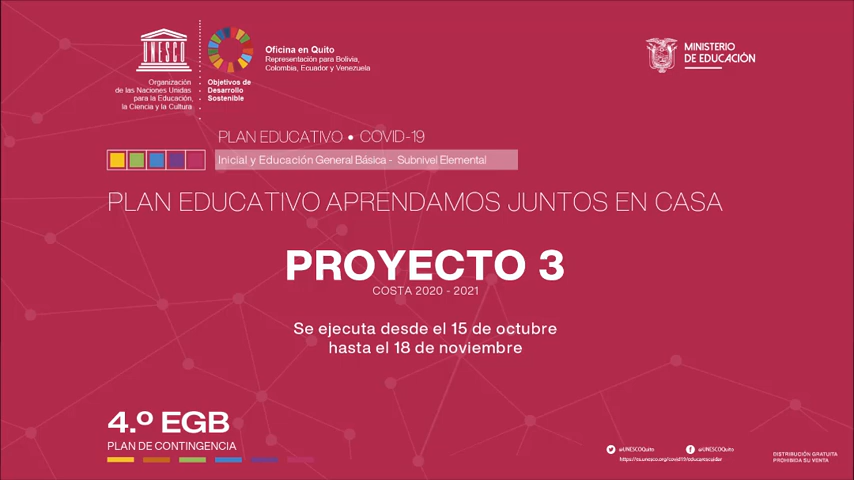 UNESCO
Organización
de las Naciones Unidas
para la Educación,
la Ciencia y la Cultura
Objetivos de
Desarrollo
Sostenible
Oficina en Quito
Representación para Bolivia,
Colombia, Ecuador y Venezuela
MINISTERIO
DE EDUCACIÓN
PLAN EDUCATIVO • COVID-19
Inicial y Educación General Básica - Subnivel Elemental
PLAN EDUCATIVO APRENDAMOS JUNTOS EN CASA
PROYECTO 3
COSTA 2020 - 2021
Se ejecuta desde el 15 de octubre
hasta el 18 de noviembre
4.º EGB
PLAN DE CONTINGENCIA
@UNESCOQuito
@UNESCOQuito
DISTRIBUCIÓN GRATUITA
PROHIBIDA SU VENTA